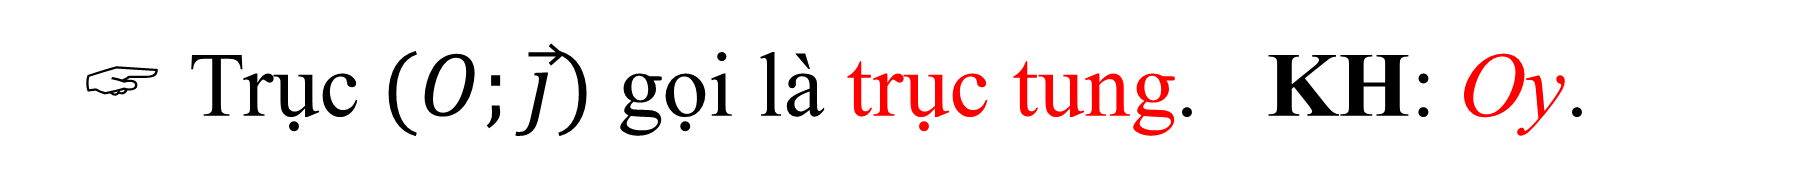 ☞ Trục (O; j⃗) gọi là trục tung. KH: Oy.